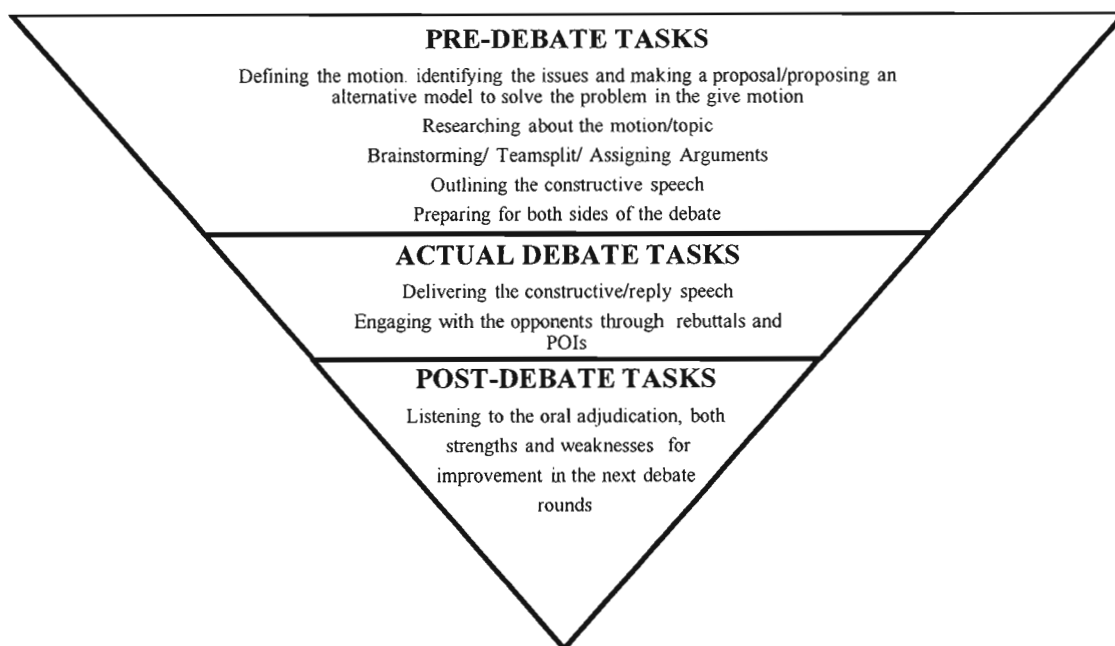 PRE-DEBATE TASKS
Defining the motion. identifying the issues and making a proposal/proposing an
alternative model to solve the problem in the give motion
Researching about the motion/topic
Brainstorming/ Teamsplit/ Assigning Arguments
Outlining the constructive speech
Preparing for both sides of the debate
ACTUAL DEBATE TASKS
Delivering the constructive/reply speech
Engaging with the opponents through rebuttals and
POIs
POST-DEBATE TASKS
Listening to the oral adjudication, both
strengths and weaknesses for
improvement in the next debate
rounds